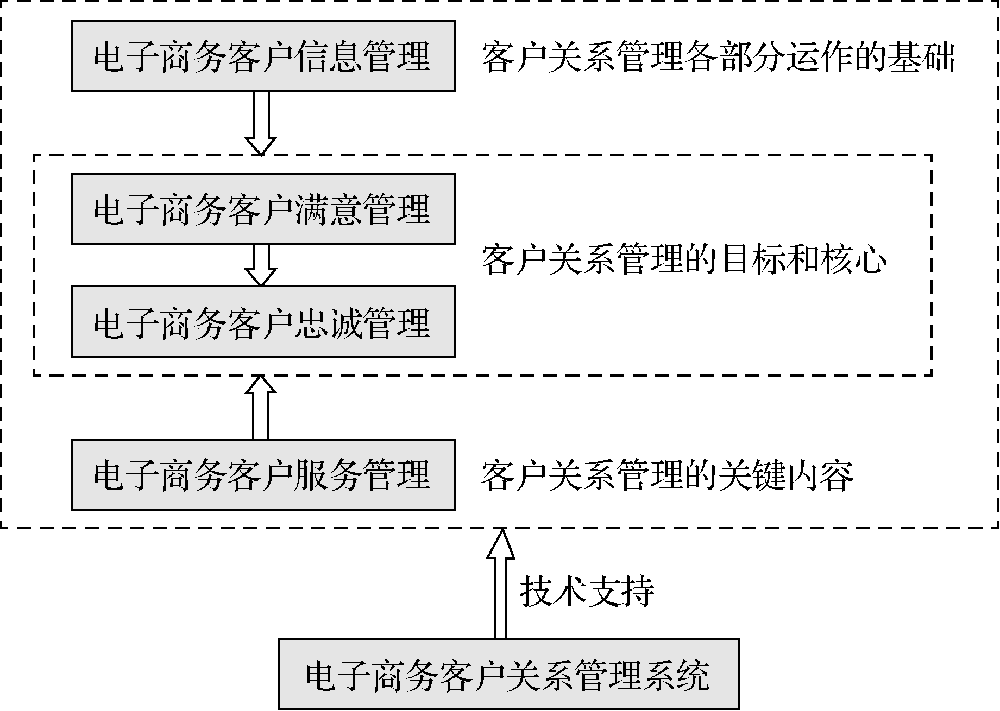 电子商务客户信息管理
客户关系管理各部分运作的基础
电子商务客户满意管理
客户关系管理的目标和核心
电子商务客户忠诚管理
电子商务客户服务管理
客户关系管理的关键内容
技术支持
电子商务客户关系管理系统